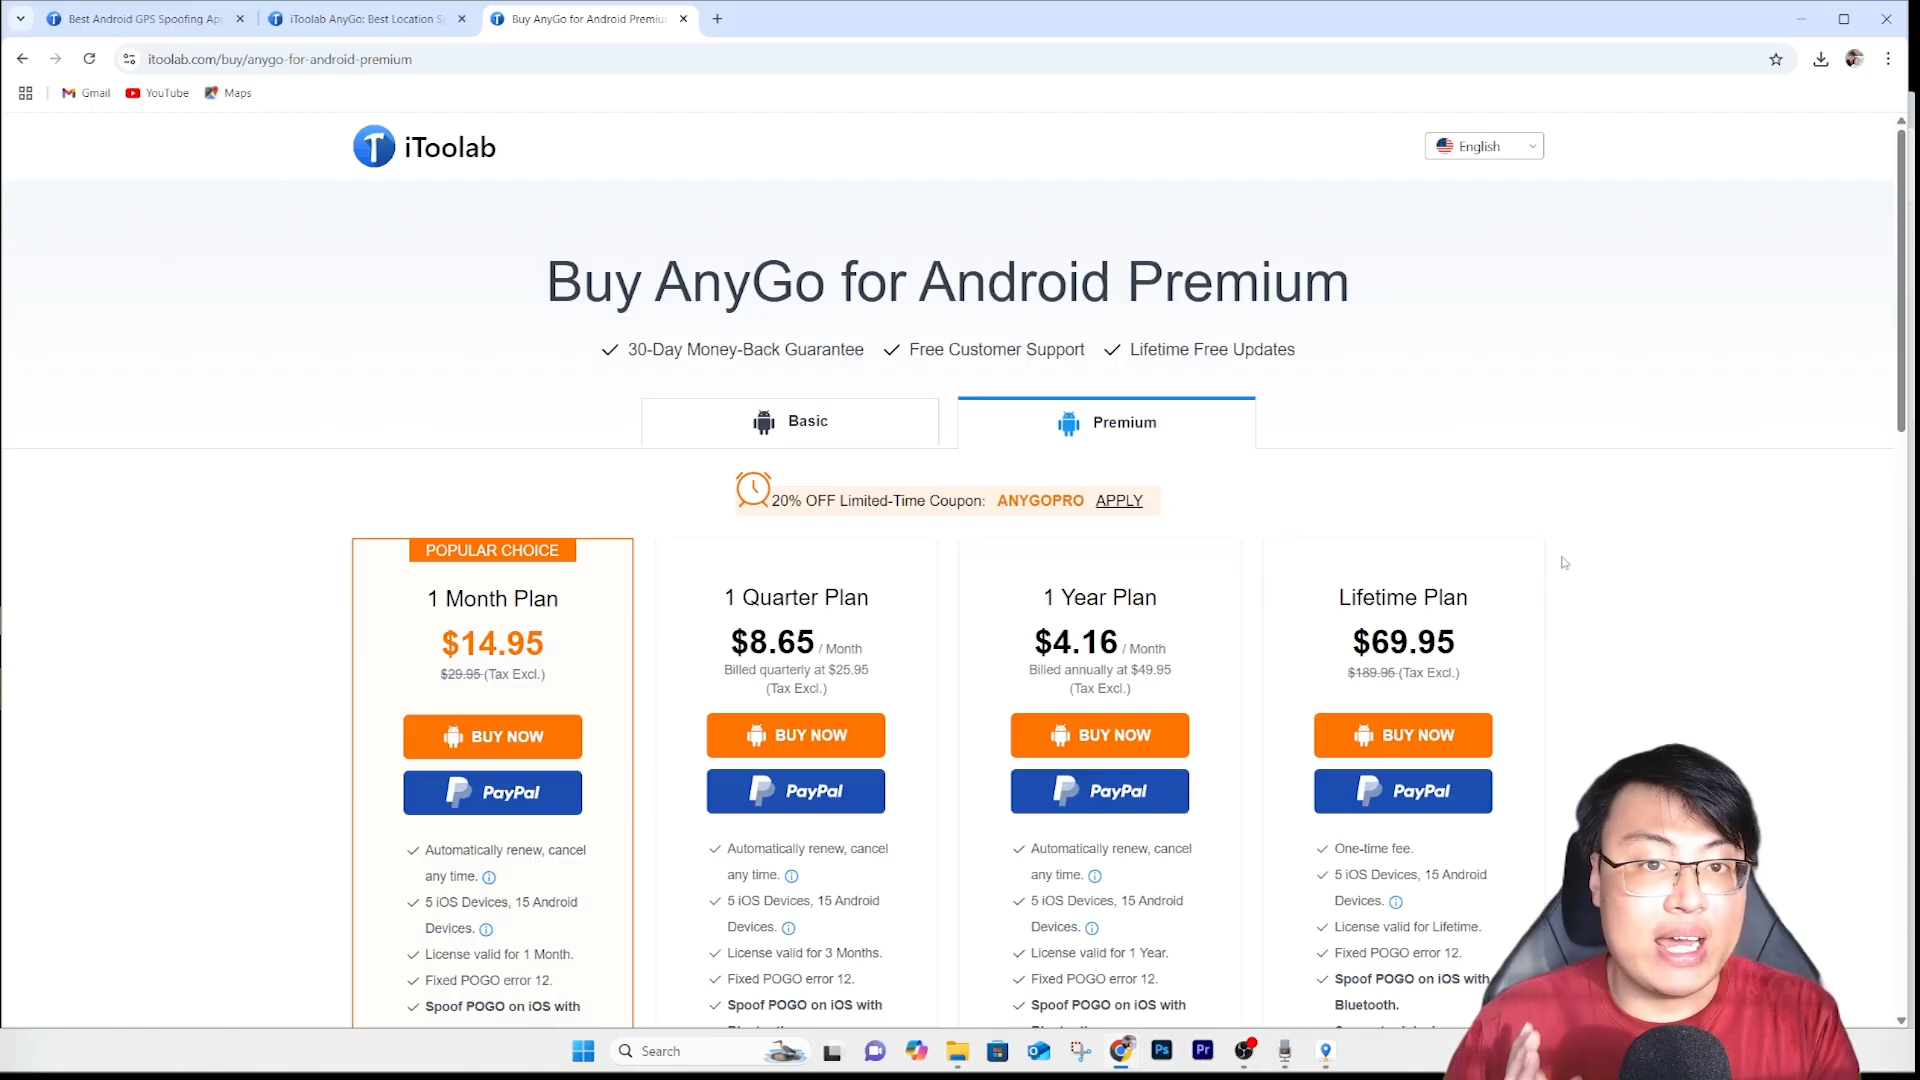 Best Android GPS Spoofing Ap
iToolab AnyGo: Best Location S
Buy AnyGo for Android Premiu
itoolab.com/buy/anygo-for-android-premium
Gmail
YouTube
Maps
iToolab
English
Buy AnyGo for Android Premium
30-Day Money-Back Guarantee
Free Customer Support
Lifetime Free Updates
Basic
Premium
20% OFF Limited-Time Coupon: ANYGOPRO APPLY
POPULAR CHOICE
1 Month Plan
$14.95
$29.95 (Tax Excl.)
BUY NOW
PayPal
Automatically renew, cancel
any time.
5 iOS Devices, 15 Android
Devices.
License valid for 1 Month.
Fixed POGO error 12.
Spoof POGO on iOS with
1 Quarter Plan
$8.65 / Month
Billed quarterly at $25.95
(Tax Excl.)
BUY NOW
PayPal
Automatically renew, cancel
any time.
5 iOS Devices, 15 Android
Devices.
License valid for 3 Months.
Fixed POGO error 12.
Spoof POGO on iOS with
1 Year Plan
$4.16 / Month
Billed annually at $49.95
(Tax Excl.)
BUY NOW
PayPal
Automatically renew, cancel
any time.
5 iOS Devices, 15 Android
Devices.
License valid for 1 Year.
Fixed POGO error 12.
Spoof POGO on iOS with
Lifetime Plan
$69.95
$189.95 (Tax Excl.)
BUY NOW
PayPal
One-time fee.
5 iOS Devices, 15 Android
Devices.
License valid for Lifetime.
Fixed POGO error 12.
Spoof POGO on iOS with
Bluetooth.
Search
Ps
Pr